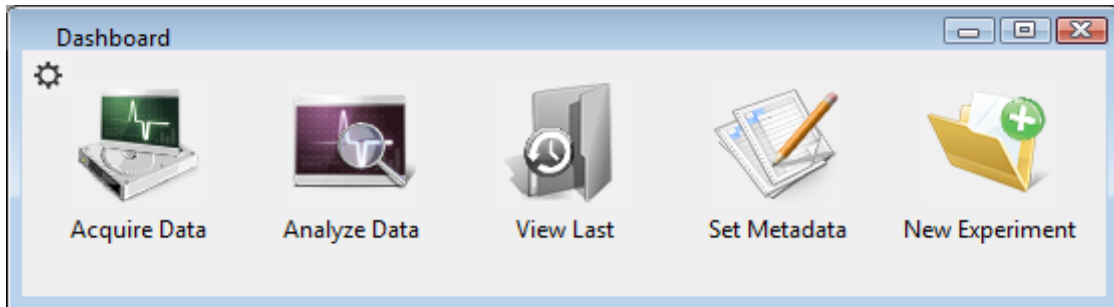 Dashboard
Acquire Data
Analyze Data
View Last
Set Metadata
New Experiment